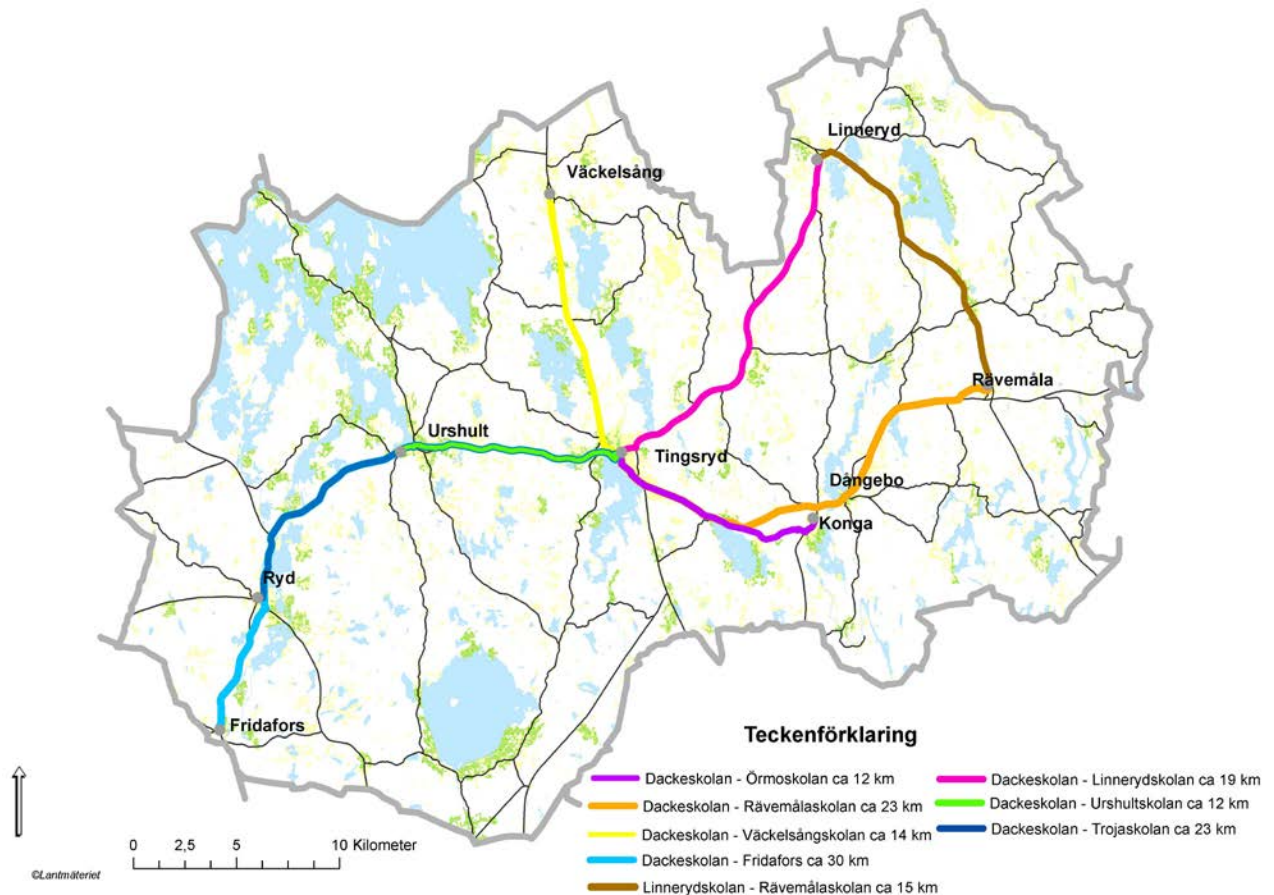 Linneryd
Väckelsång
Rävemåla
Urshult
Tingsryd
Dångebo
Konga
Ryd
Fridafors
Teckenförklaring
Dackeskolan - Örmoskolan ca 12 km
Dackeskolan - Rävemålaskolan ca 23 km
Dackeskolan - Väckelsångskolan ca 14 km
Dackeskolan - Fridafors ca 30 km
Linnerydskolan - Rävemålaskolan ca 15 km
Dackeskolan - Linnerydskolan ca 19 km
Dackeskolan - Urshultskolan ca 12 km
Dackeskolan - Trojaskolan ca 23 km
0 2,5 5 10 Kilometer
©Lantmäteriet